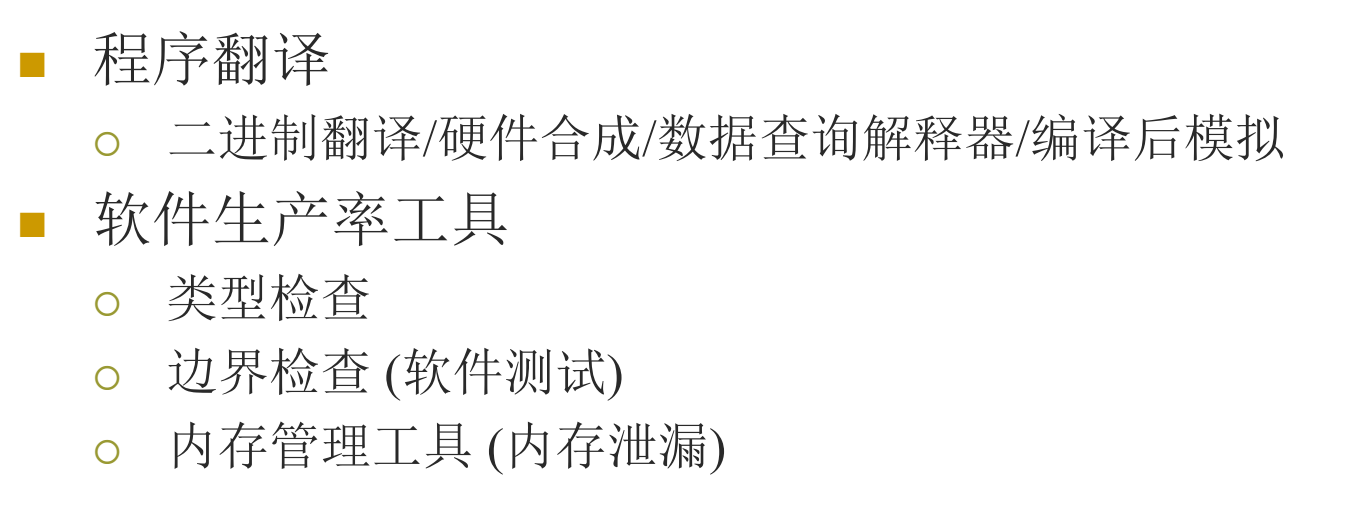 程序翻译
二进制翻译/硬件合成/数据查询解释器/编译后模拟
软件生产率工具
类型检查
边界检查 (软件测试)
内存管理工具 (内存泄漏)